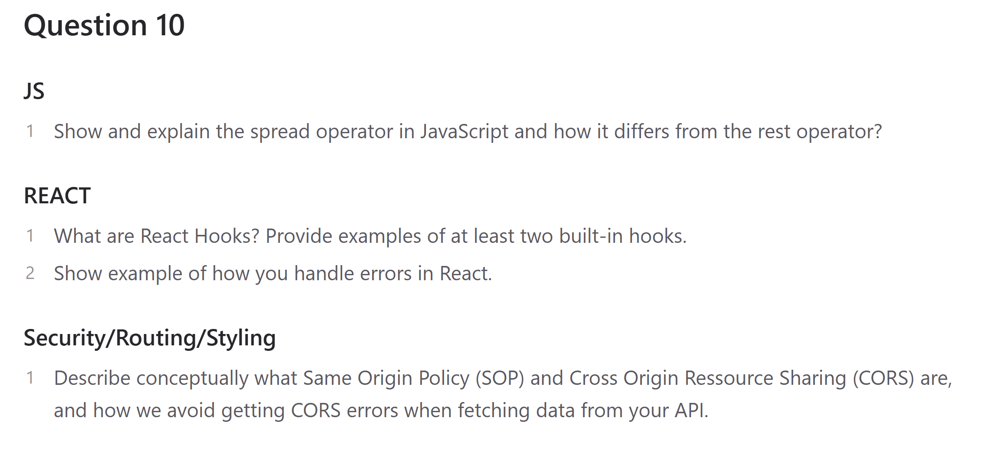 Question 10
JS
1 Show and explain the spread operator in JavaScript and how it differs from the rest operator?
REACT
1 What are React Hooks? Provide examples of at least two built-in hooks.
2 Show example of how you handle errors in React.
Security/Routing/Styling
1 Describe conceptually what Same Origin Policy (SOP) and Cross Origin Ressource Sharing (CORS) are,
and how we avoid getting CORS errors when fetching data from your API.